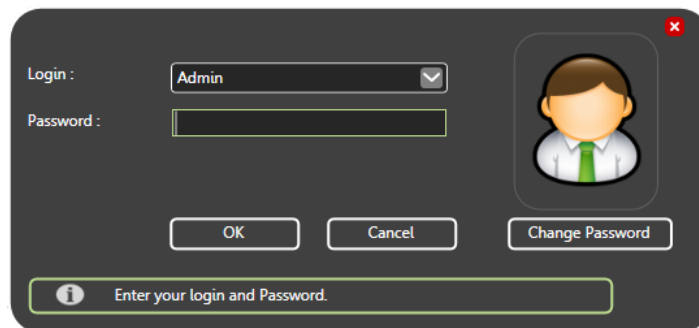 Login :
Admin
Password :
OK
Cancel
Change Password
Enter your login and Password.